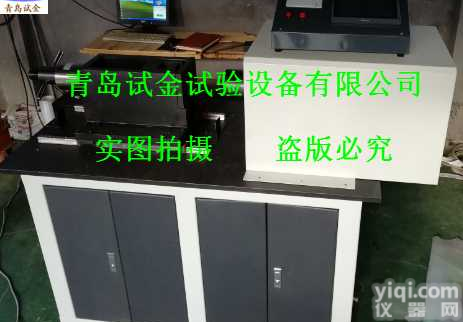 青岛试金
青岛试金试验设备有限公司
实图拍摄 盗版必究
yiqi.com
仪器网